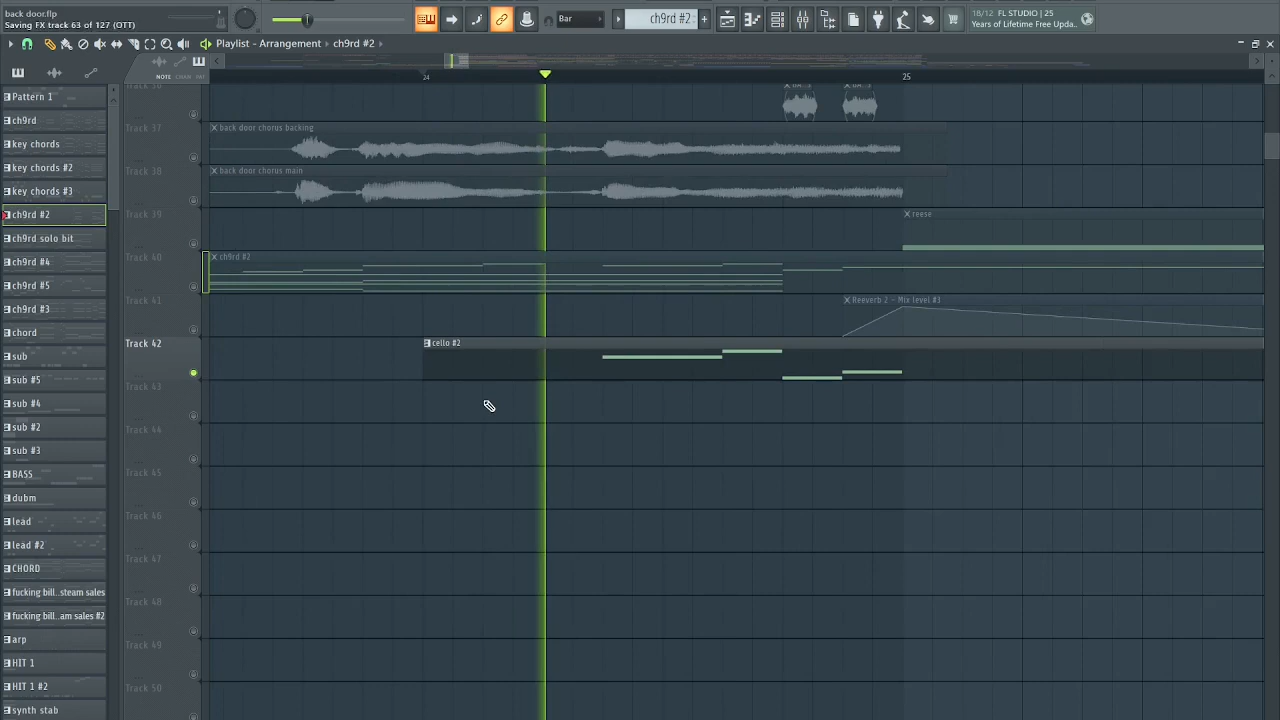 back door.flp
Saving FX track 63 of 127 (OTT)
Bar
ch9rd #2
18/12 FL STUDIO | 25
Years of Lifetime Free Upda..
Playlist - Arrangement › ch9rd #2 ›
NOTE CHAN PAT
24
25
Pattern 1
ch9rd
key chords
key chords #2
key chords #3
ch9rd #2
ch9rd solo bit
ch9rd #4
ch9rd #5
ch9rd #3
chord
sub
sub #5
sub #4
sub #2
sub #3
BASS
dubm
lead
lead #2
CHORD
fucking bill..steam sales
fucking bill..am sales #2
arp
HIT 1
HIT 1 #2
synth stab
Track 37
back door chorus backing
Track 38
back door chorus main
Track 39
reese
Track 40
ch9rd #2
Track 41
Reeverb 2 - Mix level #3
Track 42
cello #2
Track 43
Track 44
Track 45
Track 46
Track 47
Track 48
Track 49
Track 50